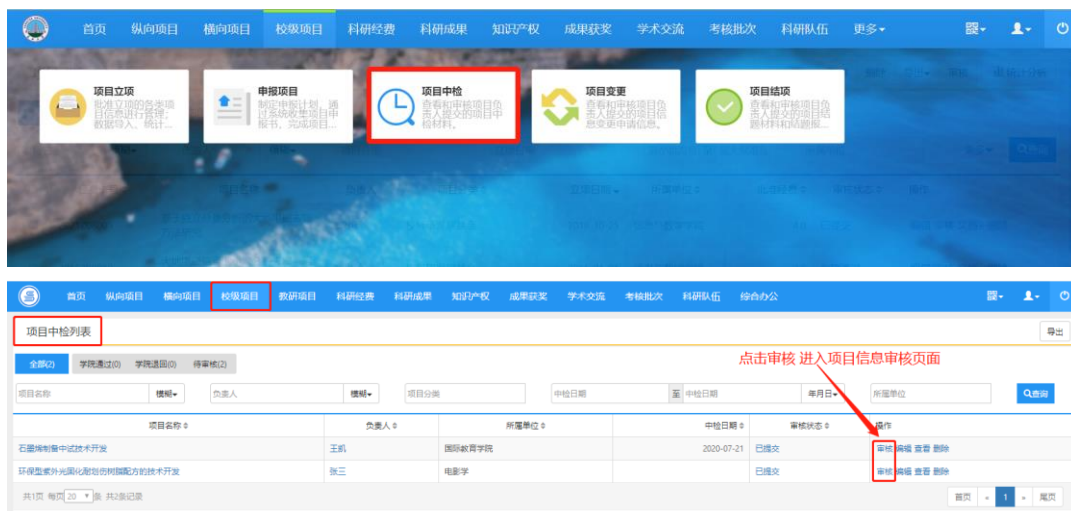 首页 纵向项目 横向项目 校级项目 科研经费 科研成果 知识产权 成果获奖 学术交流 考核批次 科研队伍 更多
项目立项 申报项目 项目中检 项目变更 项目结项
批准立项的各类项 制定申报计划，通 查看和审核项目负 查看和审核项目负 查看和审核项目负
目信息进行管理： 过系统收集项目申 责人提交的项目中 责人提交的项目信 责人提交的项目结
数据导入、统计... 报书、完成项目... 检材料。 息变更申请信息。 题材料和结题报...
首页 纵向项目 横向项目 校级项目 教研项目 科研经费 科研成果 知识产权 成果获奖 学术交流 考核批次 科研队伍 综合办公
项目中检列表 导出
全部(2) 学院通过(0) 学院退回(0) 待审核(2)
点击审核 进入项目信息审核页面
项目名称 模糊 负责人 模糊 项目分类 中检日期 至 中检日期 年月日 所属单位 查询
项目名称 负责人 所属单位 中检日期 审核状态 操作
石墨烯制备中试技术开发 王凯 国际教育学院 2020-07-21 已提交 审核 编辑 查看 删除
环保型紫外光固化耐划伤树脂配方的技术开发 张三 电影学 已提交 审核 编辑 查看 删除
共1页 每页 20 条 共2条记录 首页 « 1 » 尾页